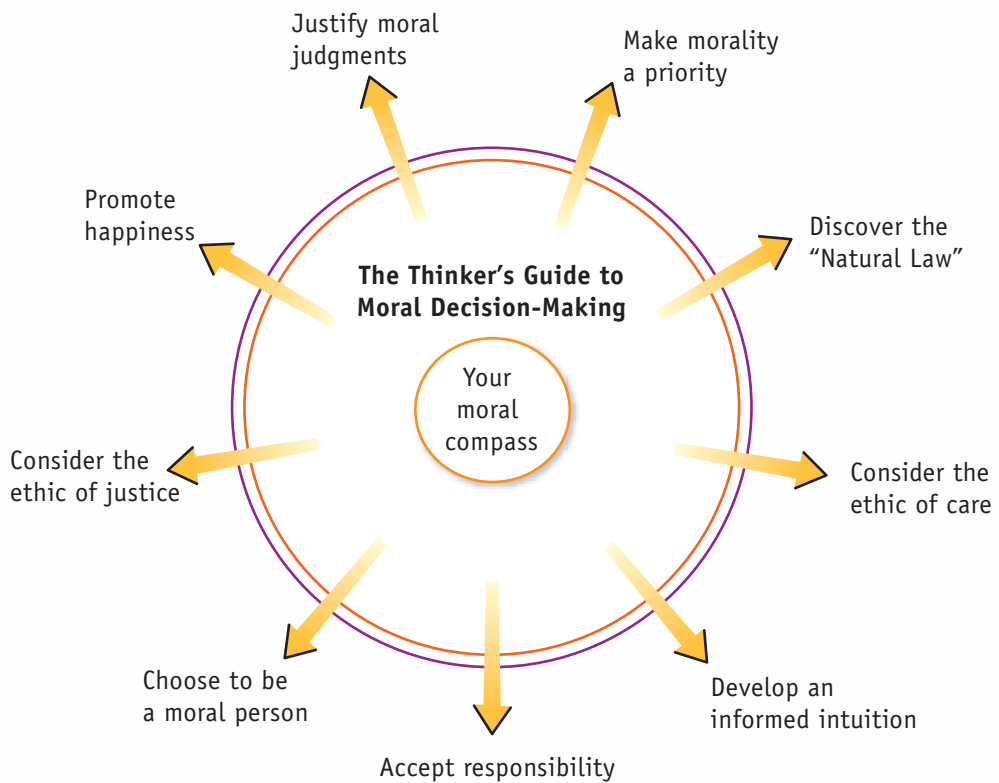 Justify moral
judgments
Make morality
a priority
Promote
happiness
Discover the
“Natural Law”
The Thinker’s Guide to
Moral Decision-Making
Your
moral
compass
Consider the
ethic of justice
Consider the
ethic of care
Choose to be
a moral person
Develop an
informed intuition
Accept responsibility